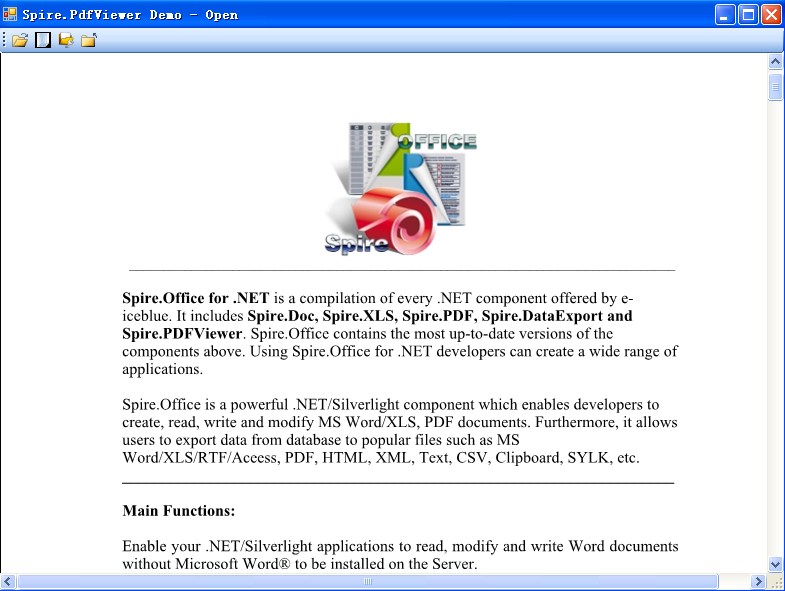 Spire.PdfViewer Demo - Open
OFFICE
Spire
Spire.Office for .NET is a compilation of every .NET component offered by e-
iceblue. It includes Spire.Doc, Spire.XLS, Spire.PDF, Spire.DataExport and
Spire.PDFViewer. Spire.Office contains the most up-to-date versions of the
components above. Using Spire.Office for .NET developers can create a wide range of
applications.
Spire.Office is a powerful .NET/Silverlight component which enables developers to
create, read, write and modify MS Word/XLS, PDF documents. Furthermore, it allows
users to export data from database to popular files such as MS
Word/XLS/RTF/Aceess, PDF, HTML, XML, Text, CSV, Clipboard, SYLK, etc.
Main Functions:
Enable your .NET/Silverlight applications to read, modify and write Word documents
without Microsoft Word® to be installed on the Server.